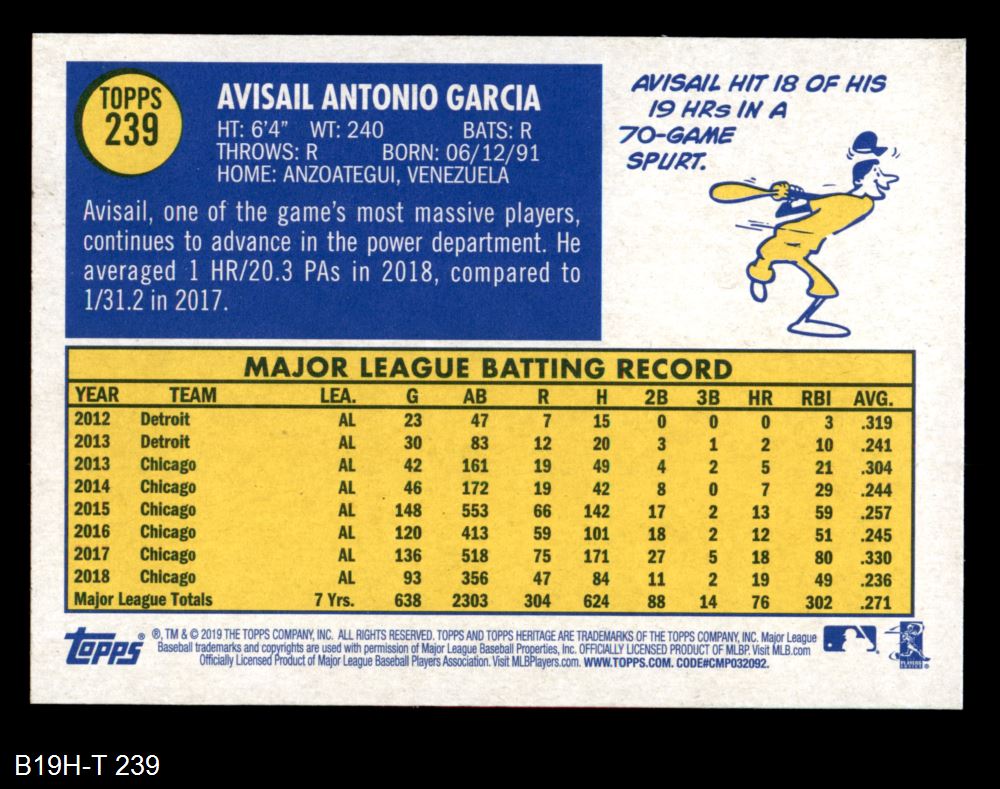 TOPPS
239
AVISAIL ANTONIO GARCIA
HT: 6'4" WT: 240 BATS: R
THROWS: R BORN: 06/12/91
HOME: ANZOATEGUI, VENEZUELA
Avisail, one of the game's most massive players,
continues to advance in the power department. He
averaged 1 HR/20.3 PAs in 2018, compared to
1/31.2 in 2017.
AVISAIL HIT 18 OF HIS
19 HRs IN A
70-GAME
SPURT.
MAJOR LEAGUE BATTING RECORD
YEAR TEAM LEA. G AB R H 2B 3B HR RBI AVG.
2012 Detroit AL 23 47 7 15 0 0 0 3 .319
2013 Detroit AL 30 83 12 20 3 1 2 10 .241
2013 Chicago AL 42 161 19 49 4 2 5 21 .304
2014 Chicago AL 46 172 19 42 8 0 7 29 .244
2015 Chicago AL 148 553 66 142 17 2 13 59 .257
2016 Chicago AL 120 413 59 101 18 2 12 51 .245
2017 Chicago AL 136 518 75 171 27 5 18 80 .330
2018 Chicago AL 93 356 47 84 11 2 19 49 .236
Major League Totals 7 Yrs. 638 2303 304 624 88 14 76 302 .271
topps ®
®, TM & © 2019 THE TOPPS COMPANY, INC. ALL RIGHTS RESERVED. TOPPS AND TOPPS HERITAGE ARE TRADEMARKS OF THE TOPPS COMPANY, INC. Major League
Baseball trademarks and copyrights are used with permission of Major League Baseball Properties, Inc. OFFICIALLY LICENSED PRODUCT OF MLBP. Visit MLB.com
Officially Licensed Product of Major League Baseball Players Association. Visit MLBPlayers.com. WWW.TOPPS.COM. CODE#CMP032092.
B19H-T 239